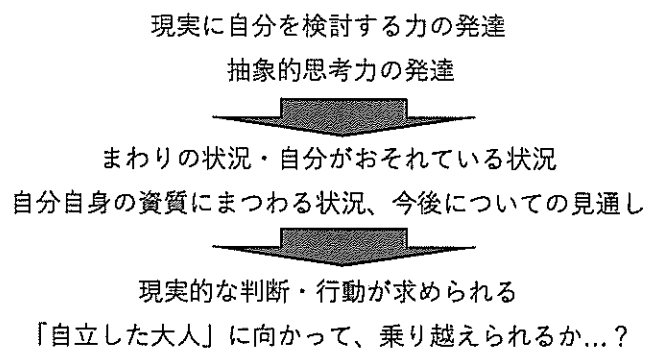 現実に自分を検討する力の発達
抽象的思考力の発達
まわりの状況・自分がおそれている状況
自分自身の資質にまつわる状況、今後についての見通し
現実的な判断・行動が求められる
「自立した大人」に向かって、乗り越えられるか…？